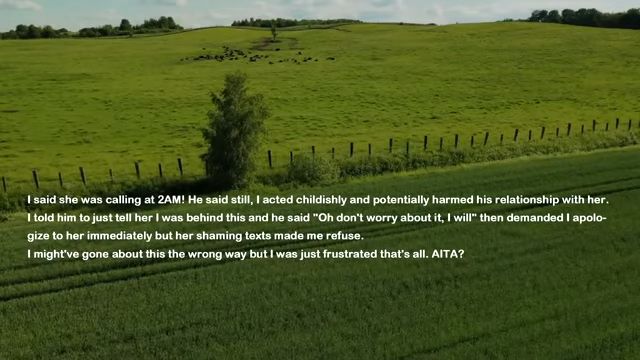 I said she was calling at 2AM! He said still, I acted childishly and potentially harmed his relationship with her.
I told him to just tell her I was behind this and he said "Oh don't worry about it, I will" then demanded I apolo-
gize to her immediately but her shaming texts made me refuse.
I might've gone about this the wrong way but I was just frustrated that's all. AITA?